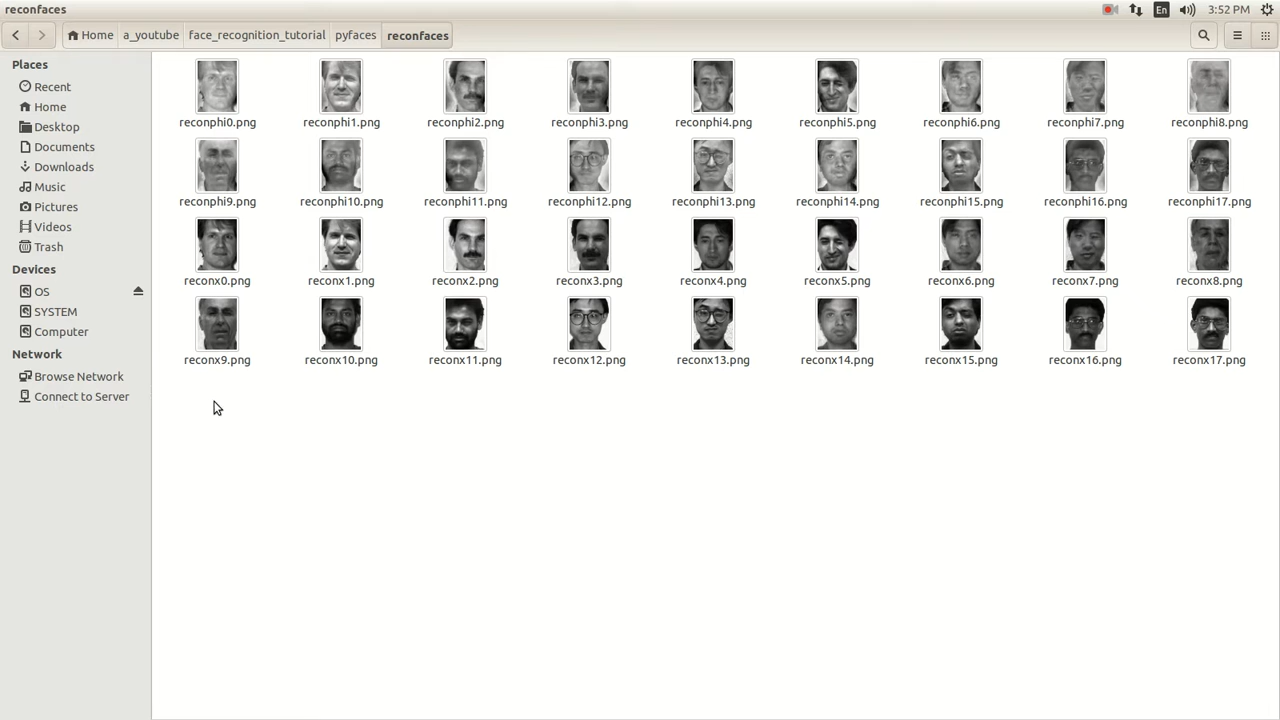 reconfaces
En
3:52 PM
Home
a_youtube
face_recognition_tutorial
pyfaces
reconfaces
Places
Recent
Home
Desktop
Documents
Downloads
Music
Pictures
Videos
Trash
Devices
OS
SYSTEM
Computer
Network
Browse Network
Connect to Server
reconphi0.png reconphi1.png reconphi2.png reconphi3.png reconphi4.png reconphi5.png reconphi6.png reconphi7.png reconphi8.png
reconphi9.png reconphi10.png reconphi11.png reconphi12.png reconphi13.png reconphi14.png reconphi15.png reconphi16.png reconphi17.png
reconx0.png reconx1.png reconx2.png reconx3.png reconx4.png reconx5.png reconx6.png reconx7.png reconx8.png
reconx9.png reconx10.png reconx11.png reconx12.png reconx13.png reconx14.png reconx15.png reconx16.png reconx17.png